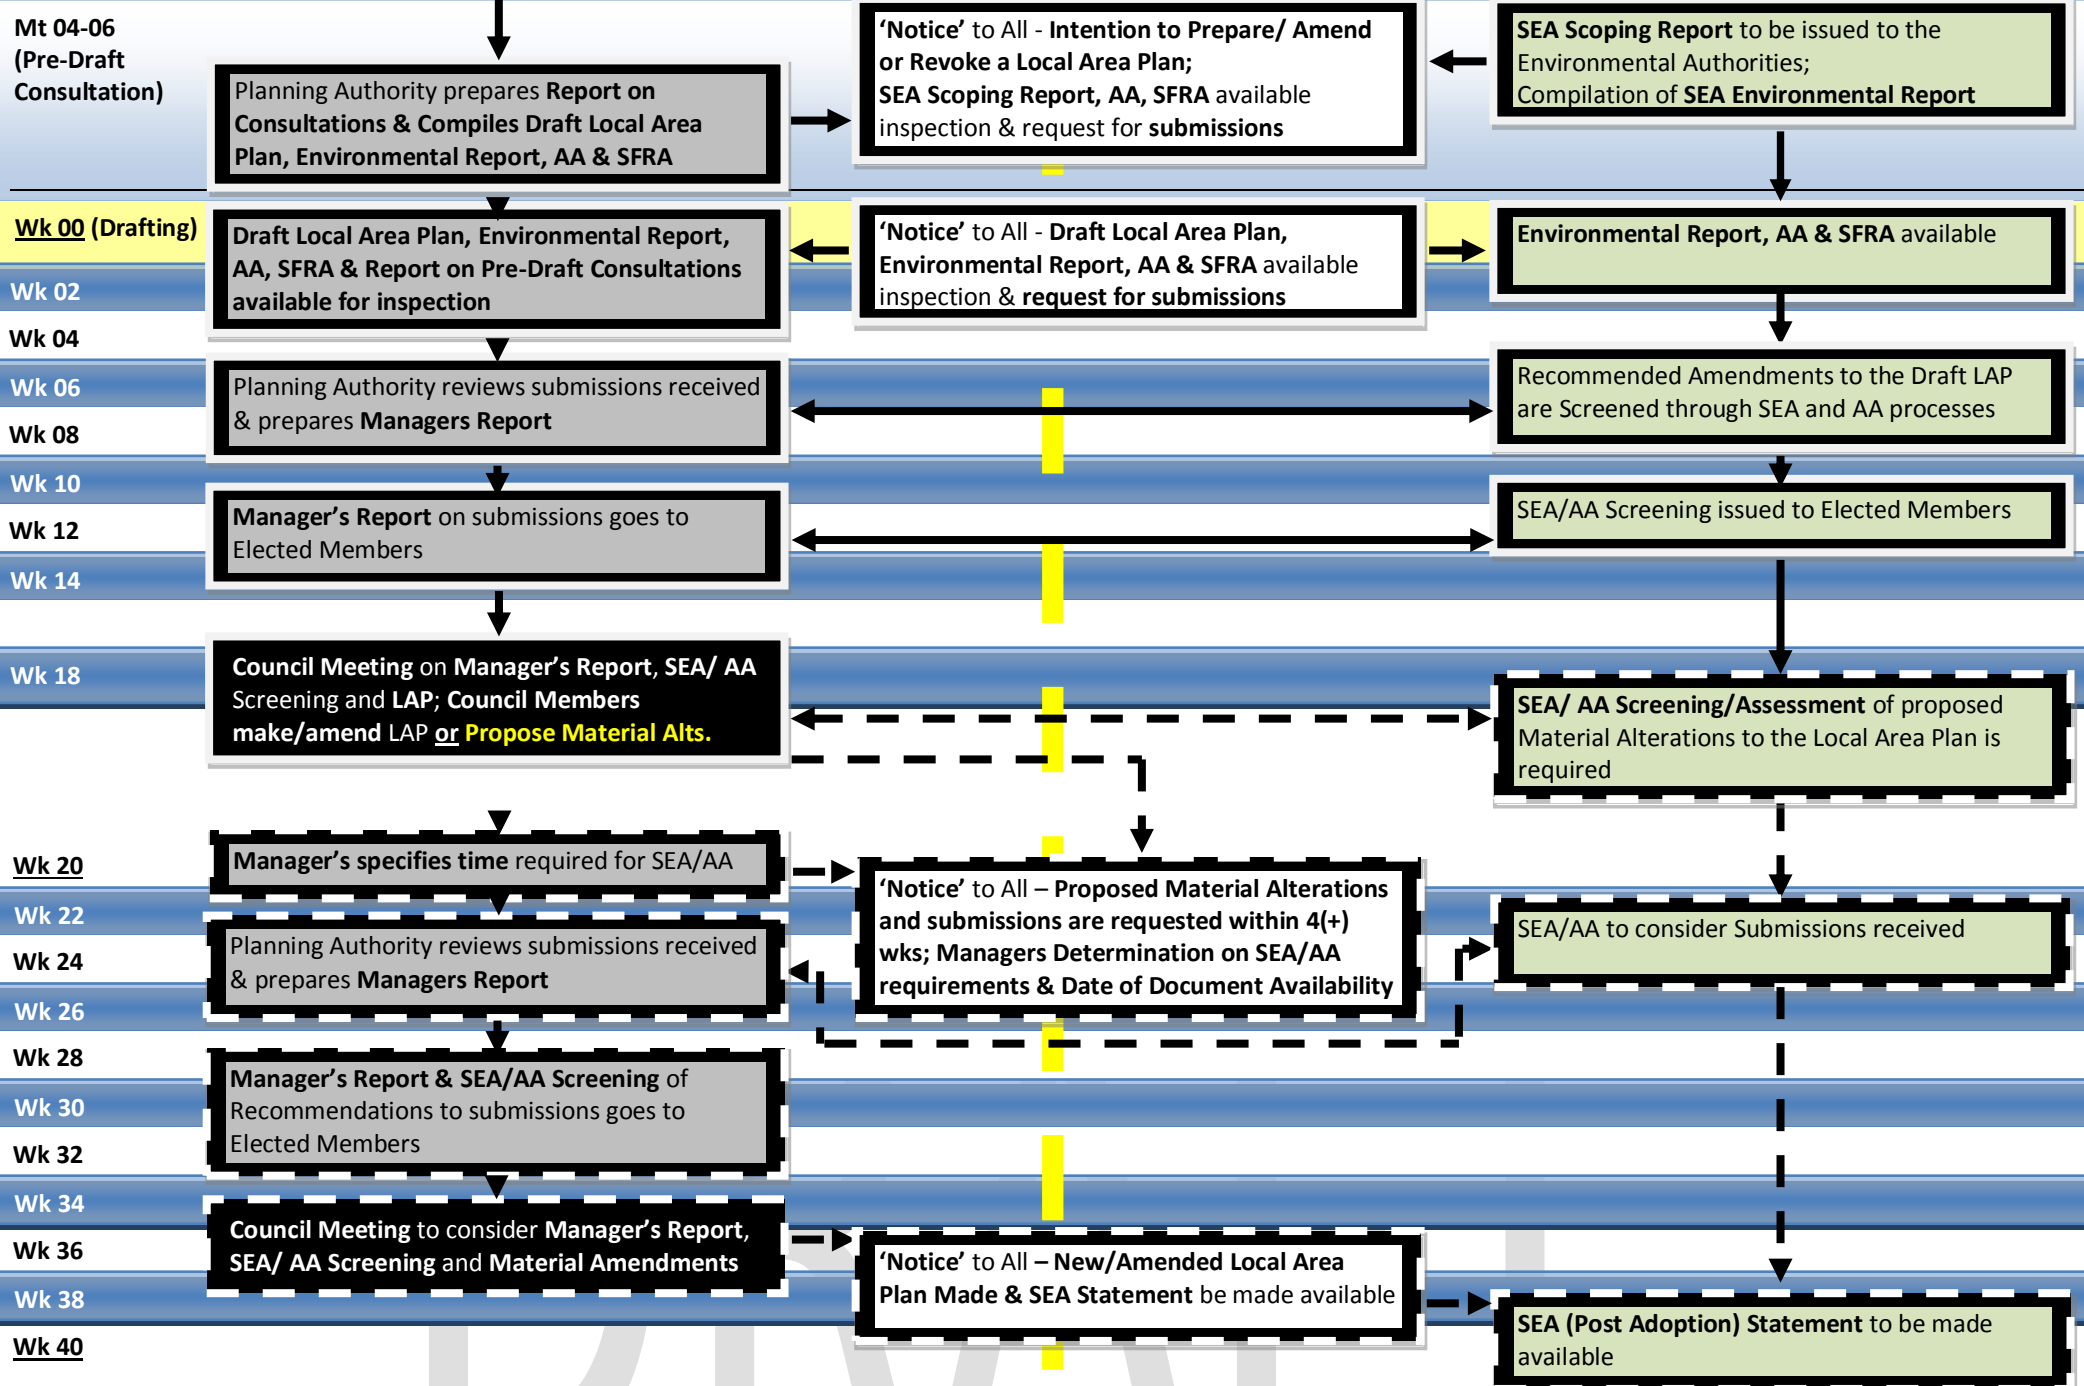 Mt 04-06
(Pre-Draft
Consultation)
Planning Authority prepares Report on
Consultations & Compiles Draft Local Area
Plan, Environmental Report, AA & SFRA
‘Notice’ to All - Intention to Prepare/ Amend
or Revoke a Local Area Plan;
SEA Scoping Report, AA, SFRA available
inspection & request for submissions
SEA Scoping Report to be issued to the
Environmental Authorities;
Compilation of SEA Environmental Report
Wk 00 (Drafting)
Draft Local Area Plan, Environmental Report,
AA, SFRA & Report on Pre-Draft Consultations
available for inspection
‘Notice’ to All - Draft Local Area Plan,
Environmental Report, AA & SFRA available
inspection & request for submissions
Environmental Report, AA & SFRA available
Wk 02
Wk 04
Wk 06
Planning Authority reviews submissions received
& prepares Managers Report
Recommended Amendments to the Draft LAP
are Screened through SEA and AA processes
Wk 08
Wk 10
Manager’s Report on submissions goes to
Elected Members
SEA/AA Screening issued to Elected Members
Wk 12
Wk 14
Wk 18
Council Meeting on Manager’s Report, SEA/ AA
Screening and LAP; Council Members
make/amend LAP or Propose Material Alts.
SEA/ AA Screening/Assessment of proposed
Material Alterations to the Local Area Plan is
required
Wk 20
Manager’s specifies time required for SEA/AA
‘Notice’ to All – Proposed Material Alterations
and submissions are requested within 4(+)
wks; Managers Determination on SEA/AA
requirements & Date of Document Availability
Wk 22
Planning Authority reviews submissions received
& prepares Managers Report
SEA/AA to consider Submissions received
Wk 24
Wk 26
Wk 28
Manager’s Report & SEA/AA Screening of
Recommendations to submissions goes to
Elected Members
Wk 30
Wk 32
Wk 34
Council Meeting to consider Manager’s Report,
SEA/ AA Screening and Material Amendments
Wk 36
‘Notice’ to All – New/Amended Local Area
Plan Made & SEA Statement be made available
Wk 38
SEA (Post Adoption) Statement to be made
available
Wk 40